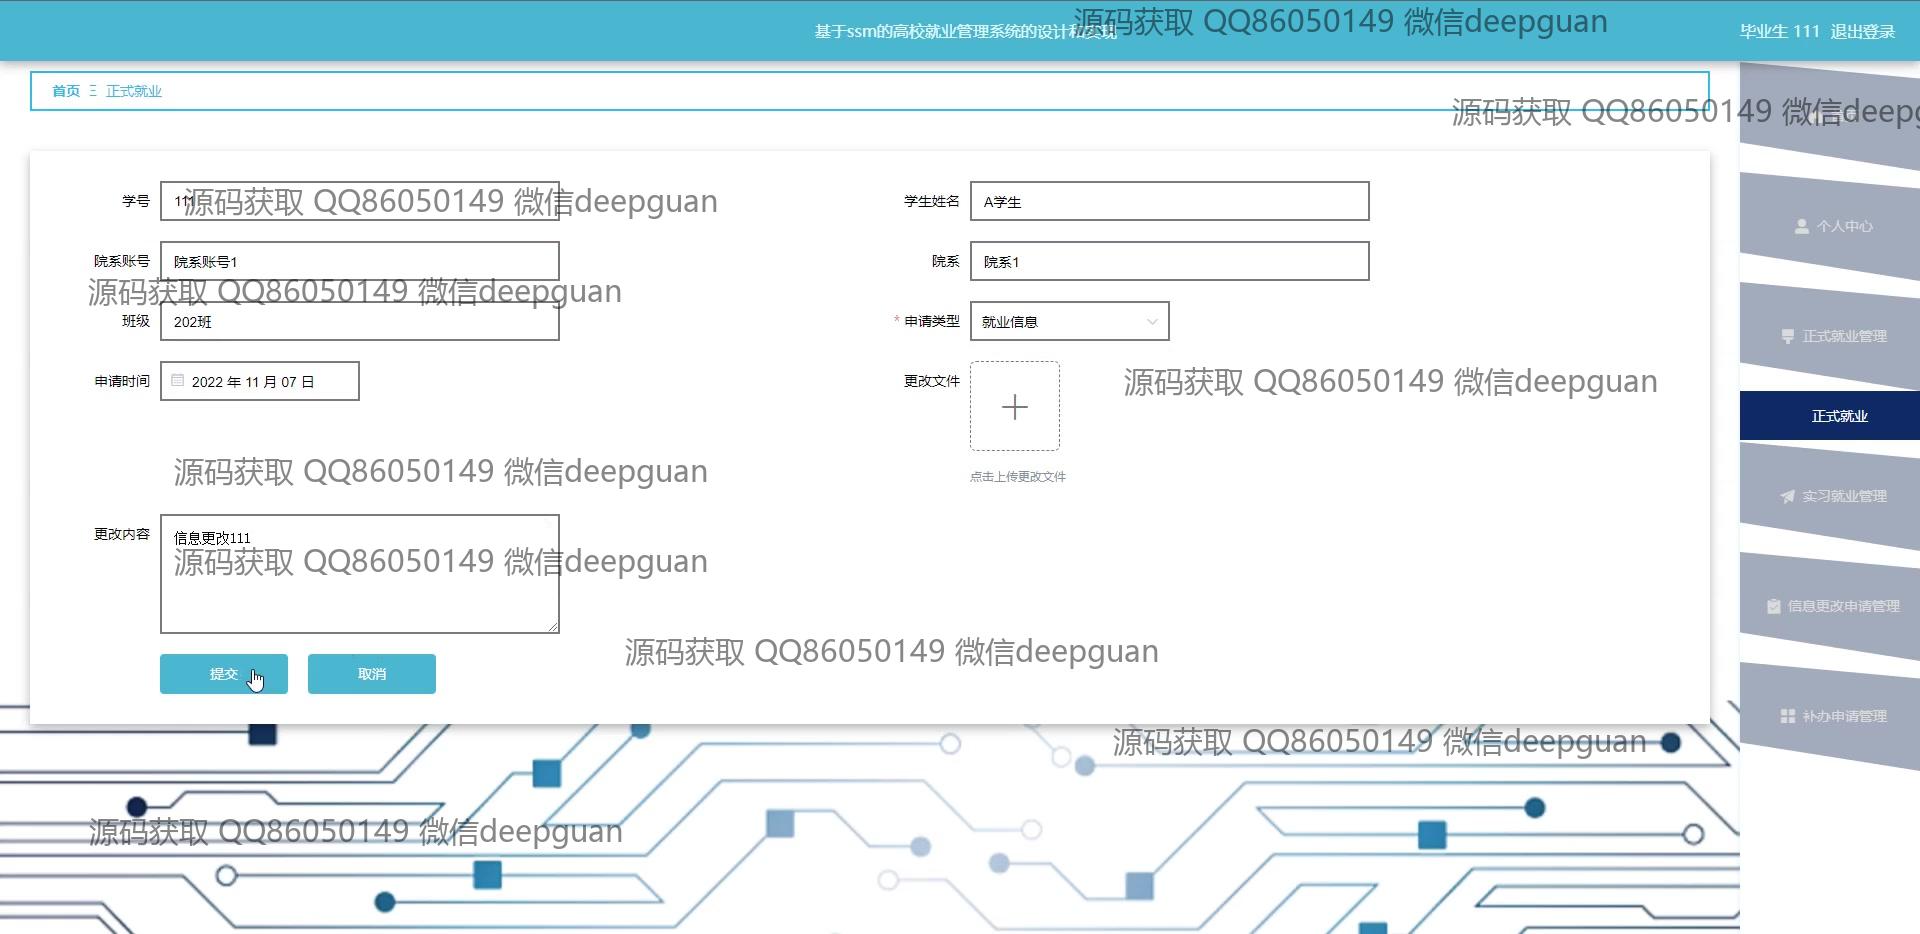 基于ssm的高校就业管理系统的设计和实现
源码获取 QQ86050149 微信deepguan
毕业生 111 退出登录
首页 Ξ 正式就业
源码获取 QQ86050149 微信deepg
学号 111
源码获取 QQ86050149 微信deepguan
学生姓名 A学生
个人中心
院系账号 院系账号1
院系 院系1
源码获取 QQ86050149 微信deepguan
班级 202班
* 申请类型 就业信息
正式就业管理
申请时间 2022 年 11 月 07 日
更改文件
源码获取 QQ86050149 微信deepguan
正式就业
源码获取 QQ86050149 微信deepguan
点击上传更改文件
实习就业管理
更改内容 信息更改111
源码获取 QQ86050149 微信deepguan
信息更改申请管理
源码获取 QQ86050149 微信deepguan
提交 取消
补办申请管理
源码获取 QQ86050149 微信deepguan
源码获取 QQ86050149 微信deepguan